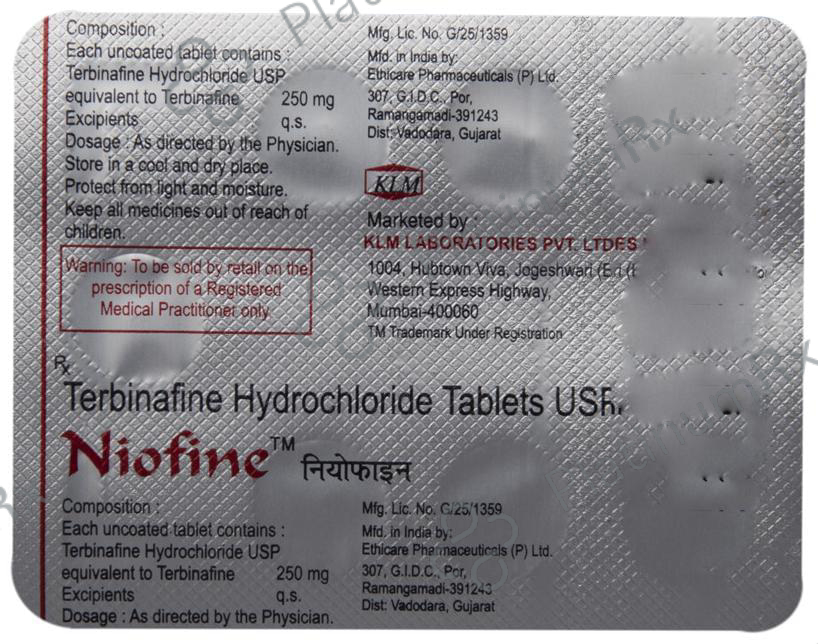 Composition :
Each uncoated tablet contains :
Terbinafine Hydrochloride USP
equivalent to Terbinafine 250 mg
Excipients q.s.
Dosage : As directed by the Physician.
Store in a cool and dry place.
Protect from light and moisture.
Keep all medicines out of reach of
children.
Warning: To be sold by retail on the
prescription of a Registered
Medical Practitioner only.
Mfg. Lic. No. G/25/1359
Mfd. in India by:
Ethicare Pharmaceuticals (P) Ltd.
307, G.I.D.C., Por,
Ramangamadi-391243
Dist: Vadodara, Gujarat
KLM
Marketed by :
KLM LABORATORIES PVT. LTDES
1004, Hubtown Viva, Jogeshwari
Western Express Highway,
Mumbai-400060
TM Trademark Under Registration
Rx
Terbinafine Hydrochloride Tablets
Niofine™ नियोफाइन
Composition :
Each uncoated tablet contains :
Terbinafine Hydrochloride USP
equivalent to Terbinafine 250 mg
Excipients q.s.
Dosage : As directed by the Physician.
Mfg. Lic. No. G/25/1359
Mfd. in India by:
Ethicare Pharmaceuticals (P) Ltd.
307, G.I.D.C., Por,
Ramangamadi-391243
Dist: Vadodara, Gujarat